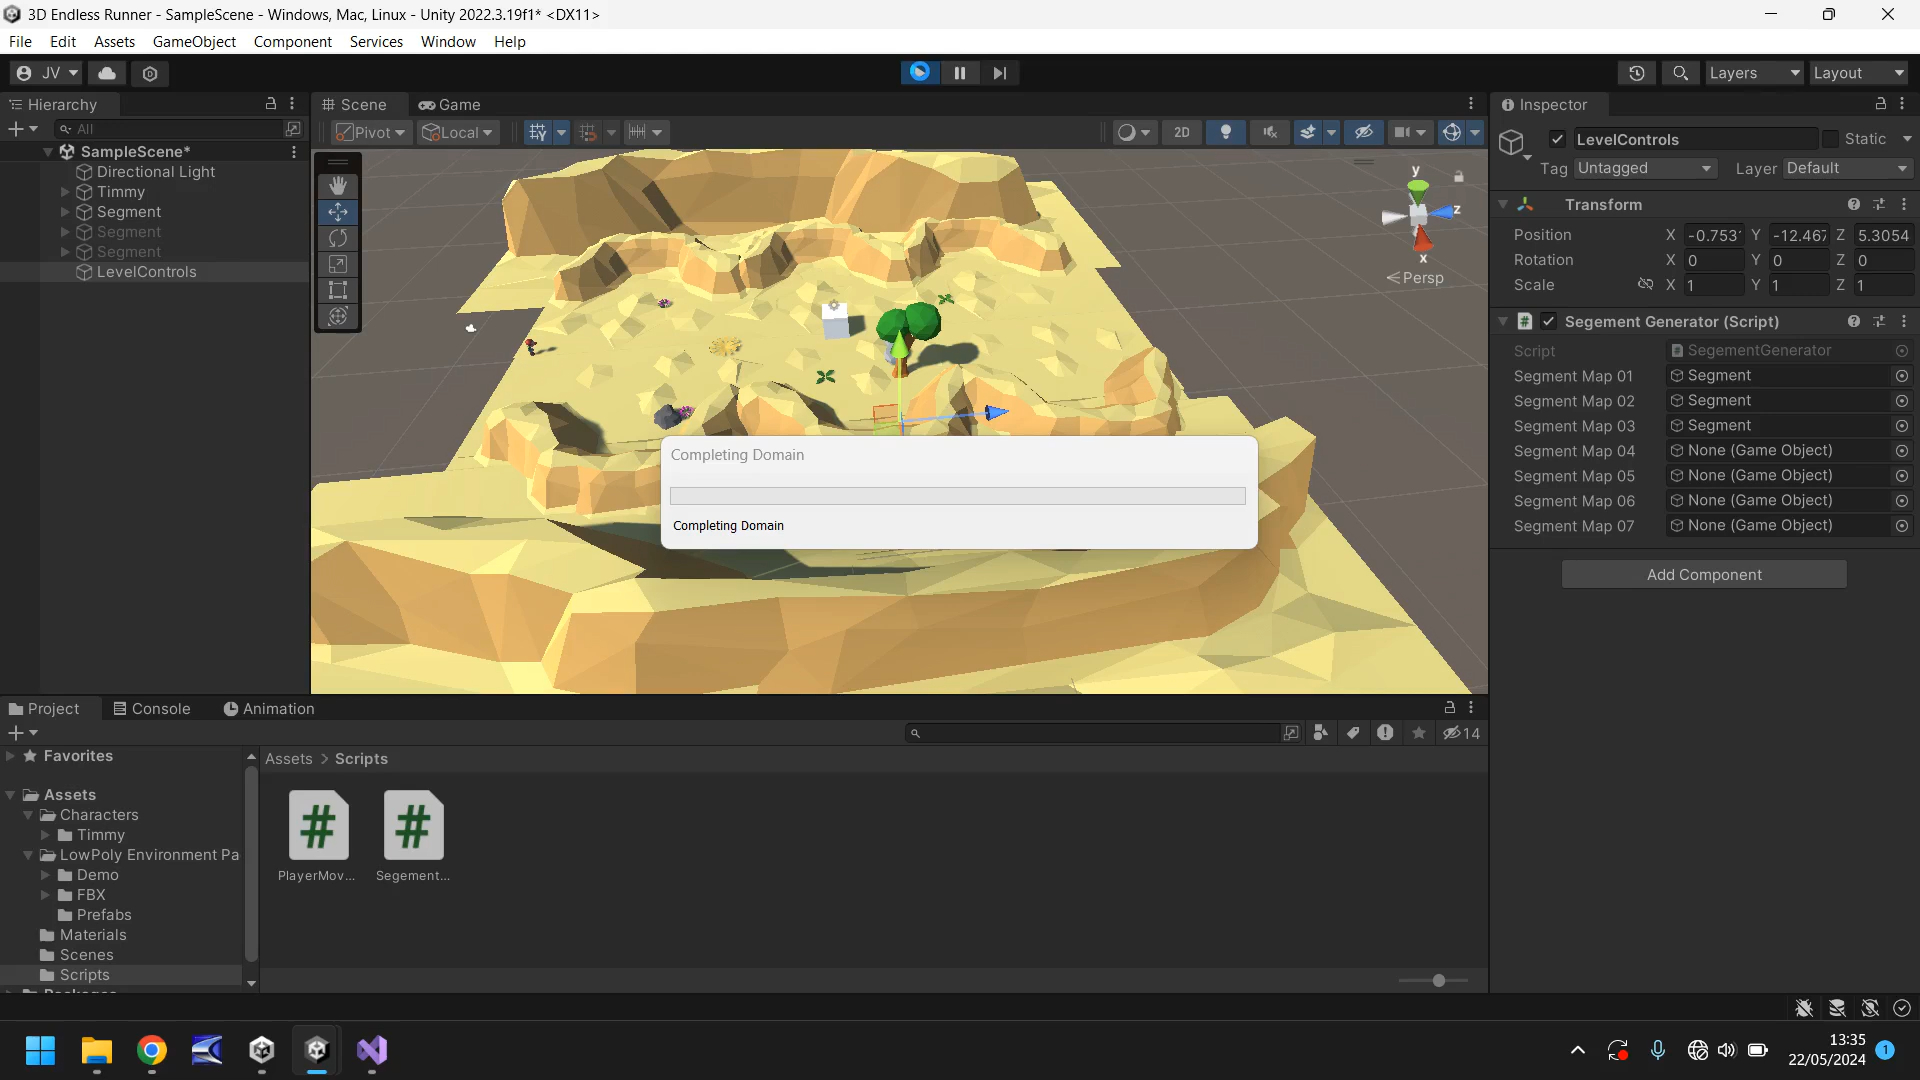 3D Endless Runner - SampleScene - Windows, Mac, Linux - Unity 2022.3.19f1* <DX11>
File Edit Assets GameObject Component Services Window Help
JV Layers Layout
Hierarchy Scene Game Inspector
All Pivot Local 2D LevelControls Static
SampleScene*
Tag Untagged Layer Default
Directional Light
Timmy
Segment
Segment
Segment
LevelControls
y
z
x
Persp
Transform
Position X -0.753 Y -12.467 Z 5.3054
Rotation X 0 Y 0 Z 0
Scale X 1 Y 1 Z 1
Segement Generator (Script)
Script SegementGenerator
Segment Map 01 Segment
Segment Map 02 Segment
Segment Map 03 Segment
Segment Map 04 None (Game Object)
Segment Map 05 None (Game Object)
Segment Map 06 None (Game Object)
Segment Map 07 None (Game Object)
Add Component
Completing Domain
Completing Domain
Project Console Animation
14
Favorites
Assets > Scripts
Assets
Characters
Timmy
LowPoly Environment Pa
Demo
FBX
Prefabs
Materials
Scenes
Scripts
PlayerMov... Segement...
13:35
22/05/2024
1